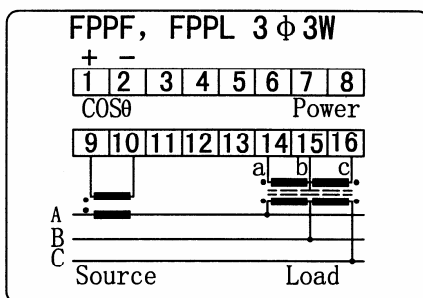 FPPF, FPPL 3φ3W
+ −
1 2 3 4 5 6 7 8
COSθ Power
9 10 11 12 13 14 15 16
a b c
A
B
C
Source Load